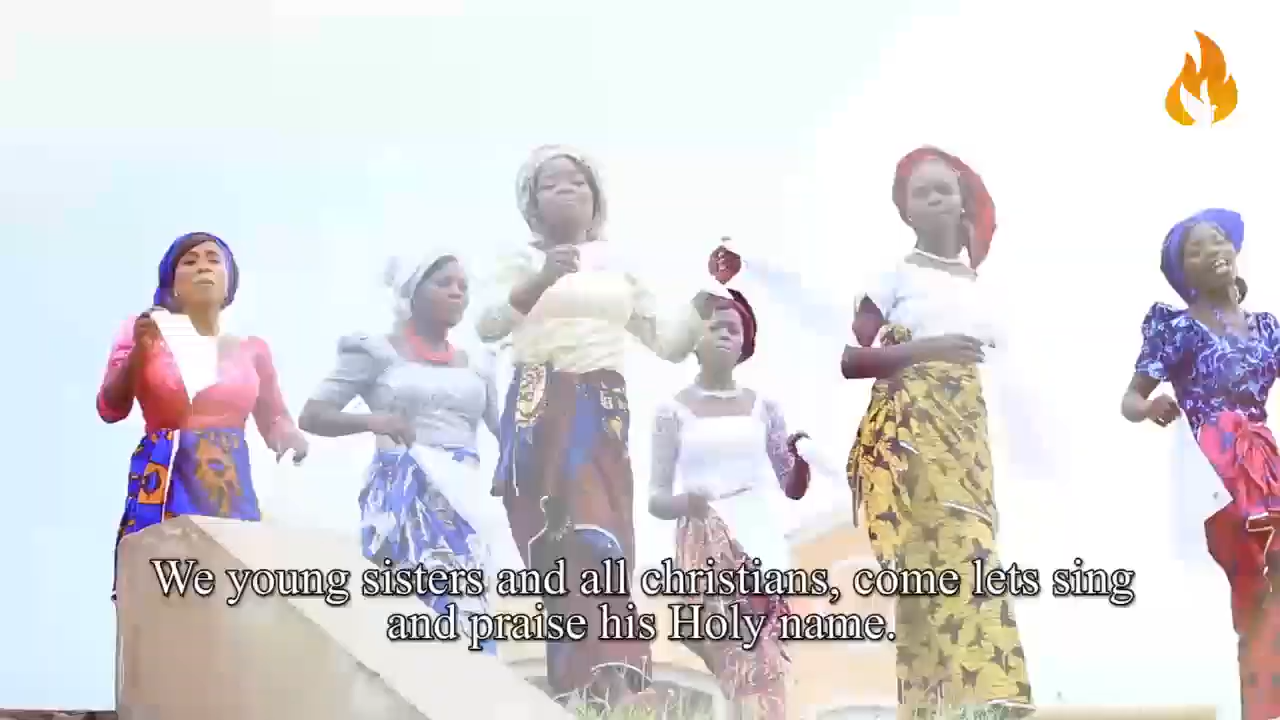 We young sisters and all christians, come lets sing
and praise his Holy name.